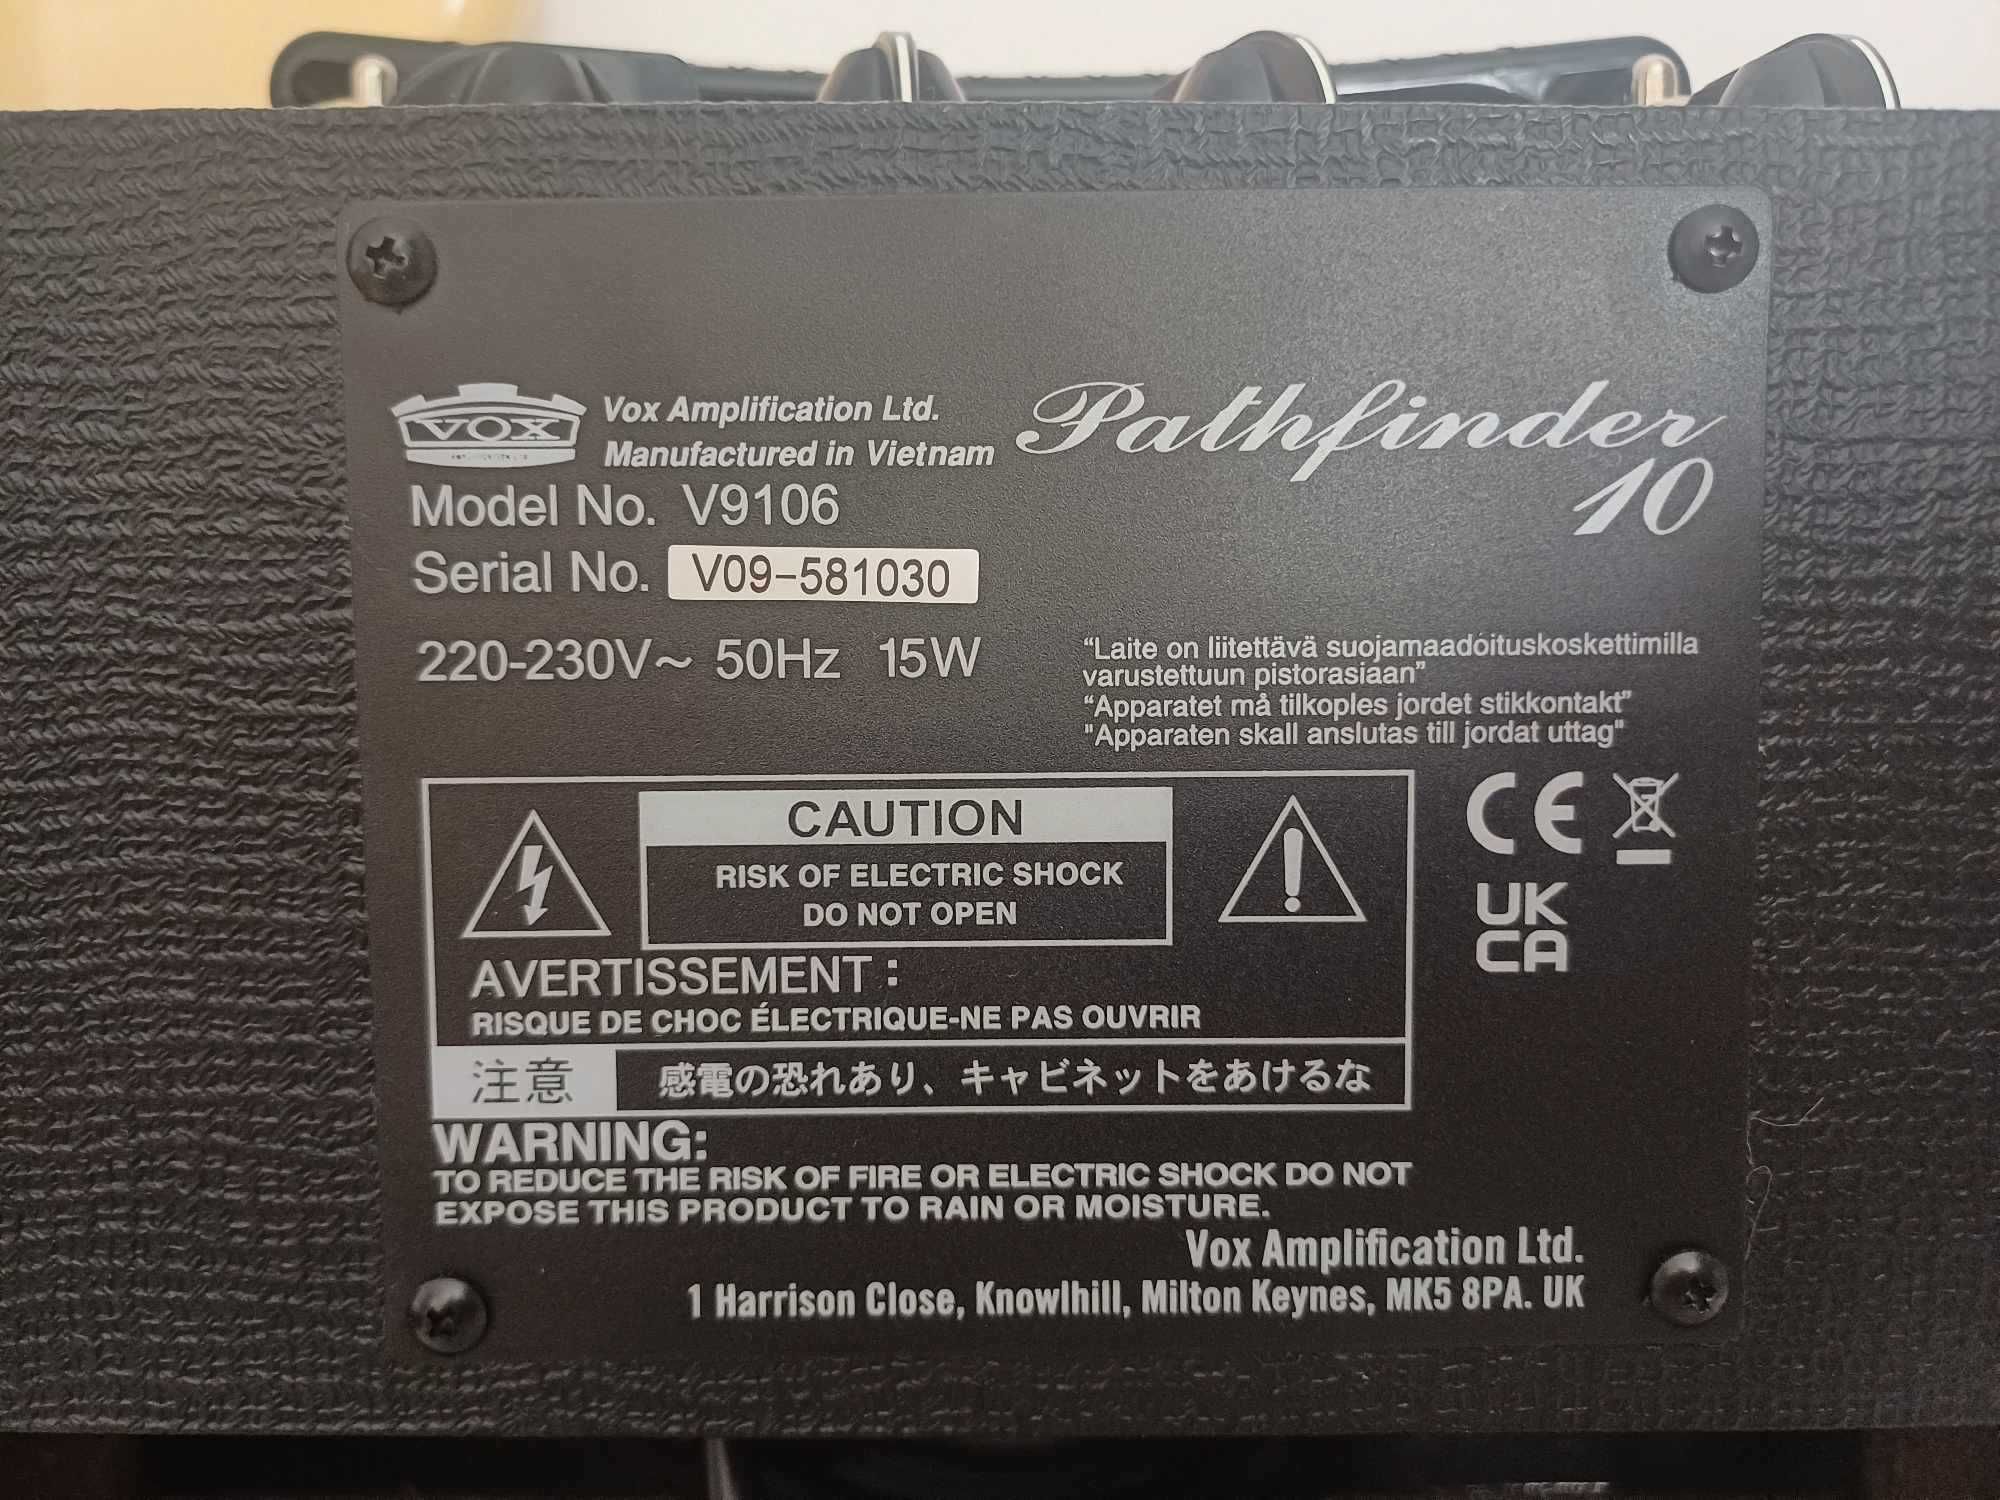 VOX
Vox Amplification Ltd.
Manufactured in Vietnam
Pathfinder
10
Model No. V9106
Serial No. V09-581030
220-230V~ 50Hz 15W
“Laite on liitettävä suojamaadoituskoskettimilla
varustettuun pistorasiaan”
“Apparatet må tilkoples jordet stikkontakt”
"Apparaten skall anslutas till jordat uttag"
CAUTION
RISK OF ELECTRIC SHOCK
DO NOT OPEN
CE
UK
CA
AVERTISSEMENT :
RISQUE DE CHOC ÉLECTRIQUE-NE PAS OUVRIR
注意 感電の恐れあり、キャビネットをあけるな
WARNING:
TO REDUCE THE RISK OF FIRE OR ELECTRIC SHOCK DO NOT
EXPOSE THIS PRODUCT TO RAIN OR MOISTURE.
Vox Amplification Ltd.
1 Harrison Close, Knowlhill, Milton Keynes, MK5 8PA. UK